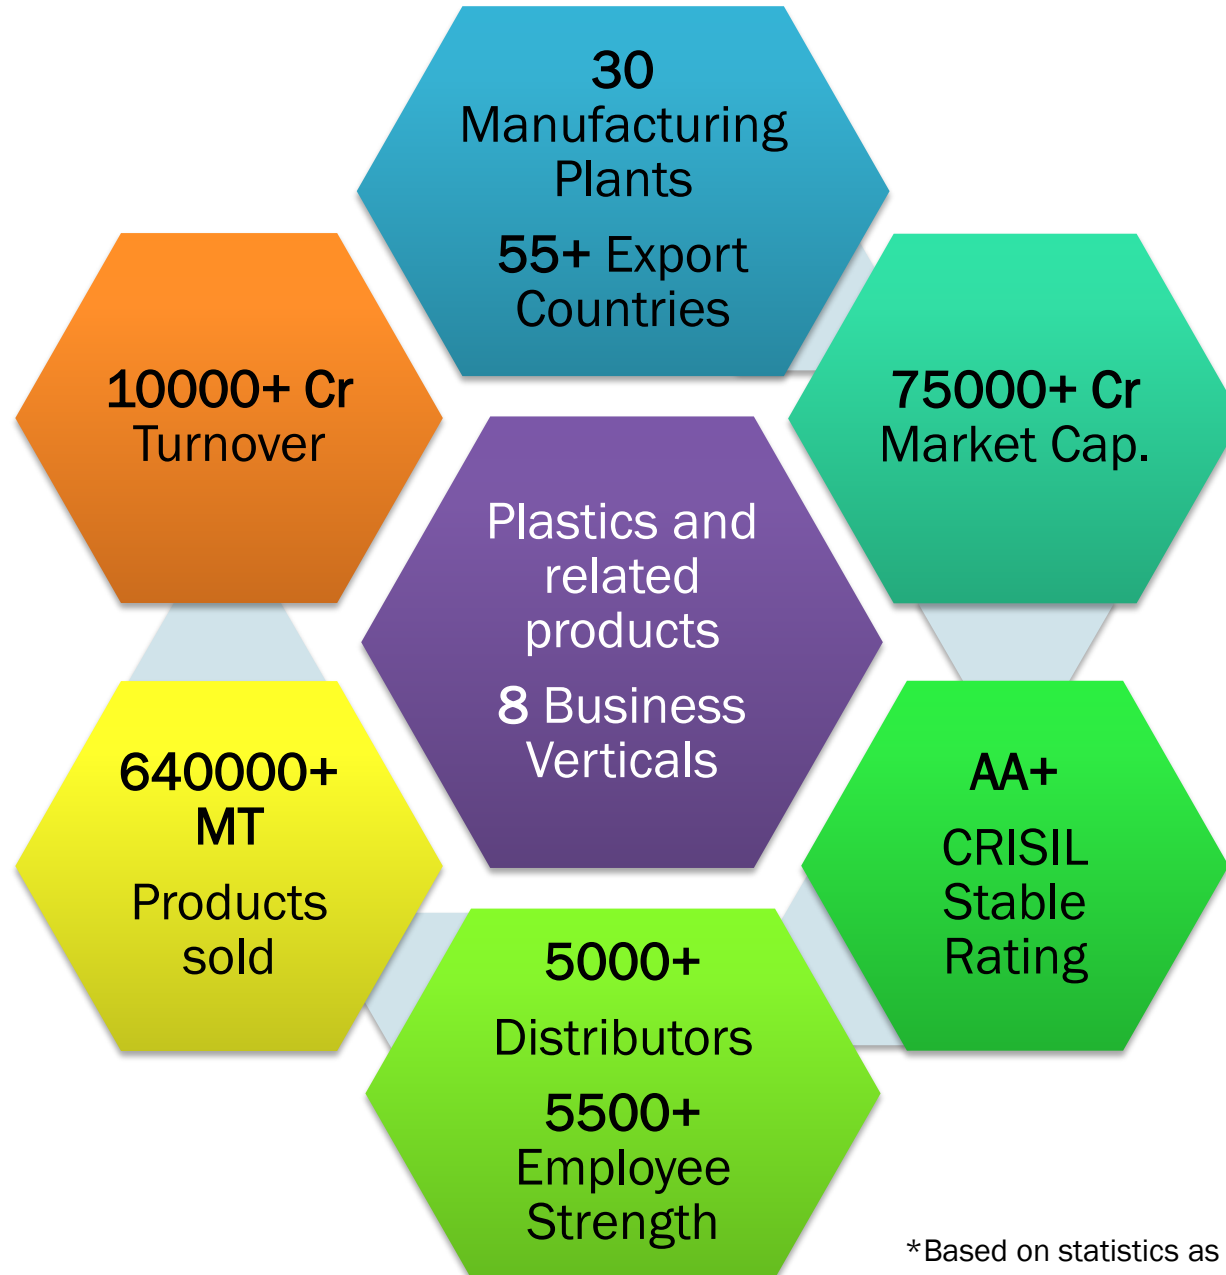 30
Manufacturing
Plants
55+ Export
Countries
10000+ Cr
Turnover
75000+ Cr
Market Cap.
Plastics and
related
products
8 Business
Verticals
640000+
MT
Products
sold
AA+
CRISIL
Stable
Rating
5000+
Distributors
5500+
Employee
Strength
*Based on statistics as